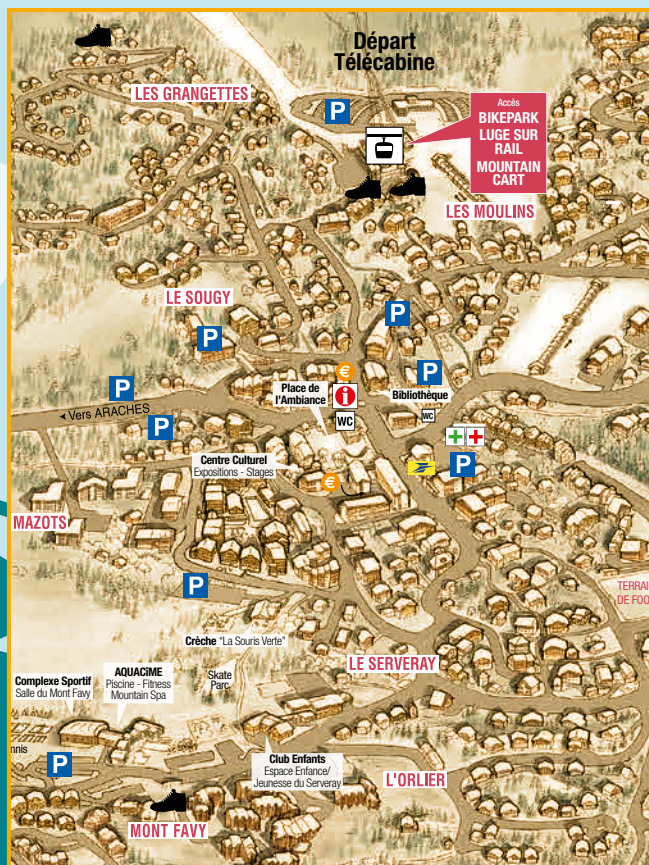 Départ
Télécabine
LES GRANGETTES
P
Accès
BIKEPARK
LUGE SUR
RAIL
MOUNTAIN
CART
LES MOULINS
LE SOUGY
P
P
P
P
Place de
l'Ambiance
€
i
WC
Bibliothèque
WC
Vers ARACHES
P
Centre Culturel
Expositions - Stages
€
P
MAZOTS
P
TERRAI
DE FOO
Crèche "La Souris Verte"
LE SERVERAY
Complexe Sportif
Salle du Mont Favy
AQUACîME
Piscine - Fitness
Mountain Spa
Skate
Parc
nnis
P
Club Enfants
Espace Enfance/
Jeunesse du Serveray
L'ORLIER
MONT FAVY